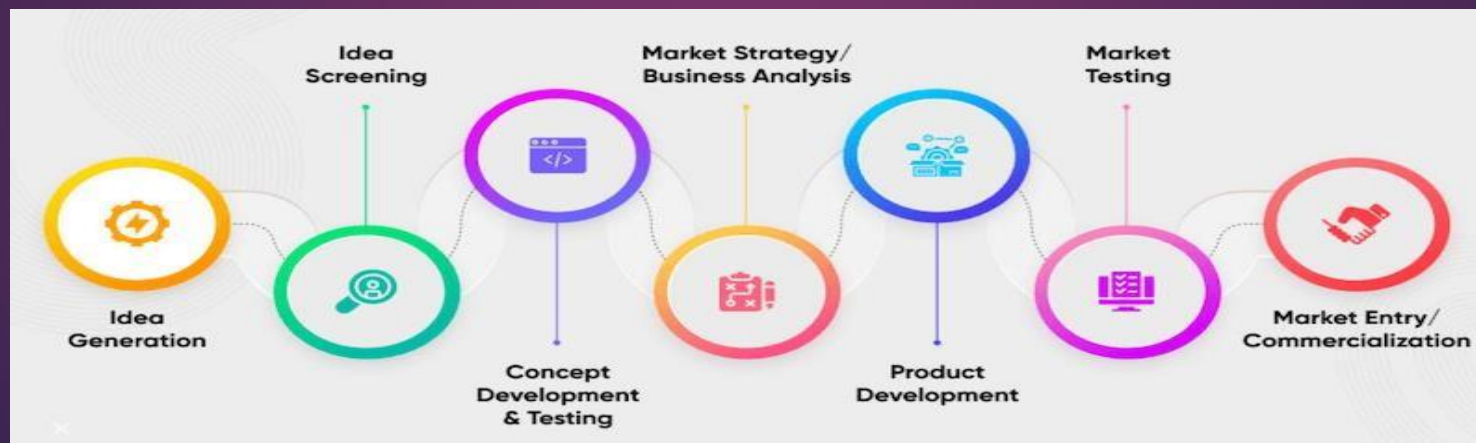 Idea
Generation
Idea
Screening
Concept
Development
& Testing
Market Strategy/
Business Analysis
Product
Development
Market
Testing
Market Entry/
Commercialization